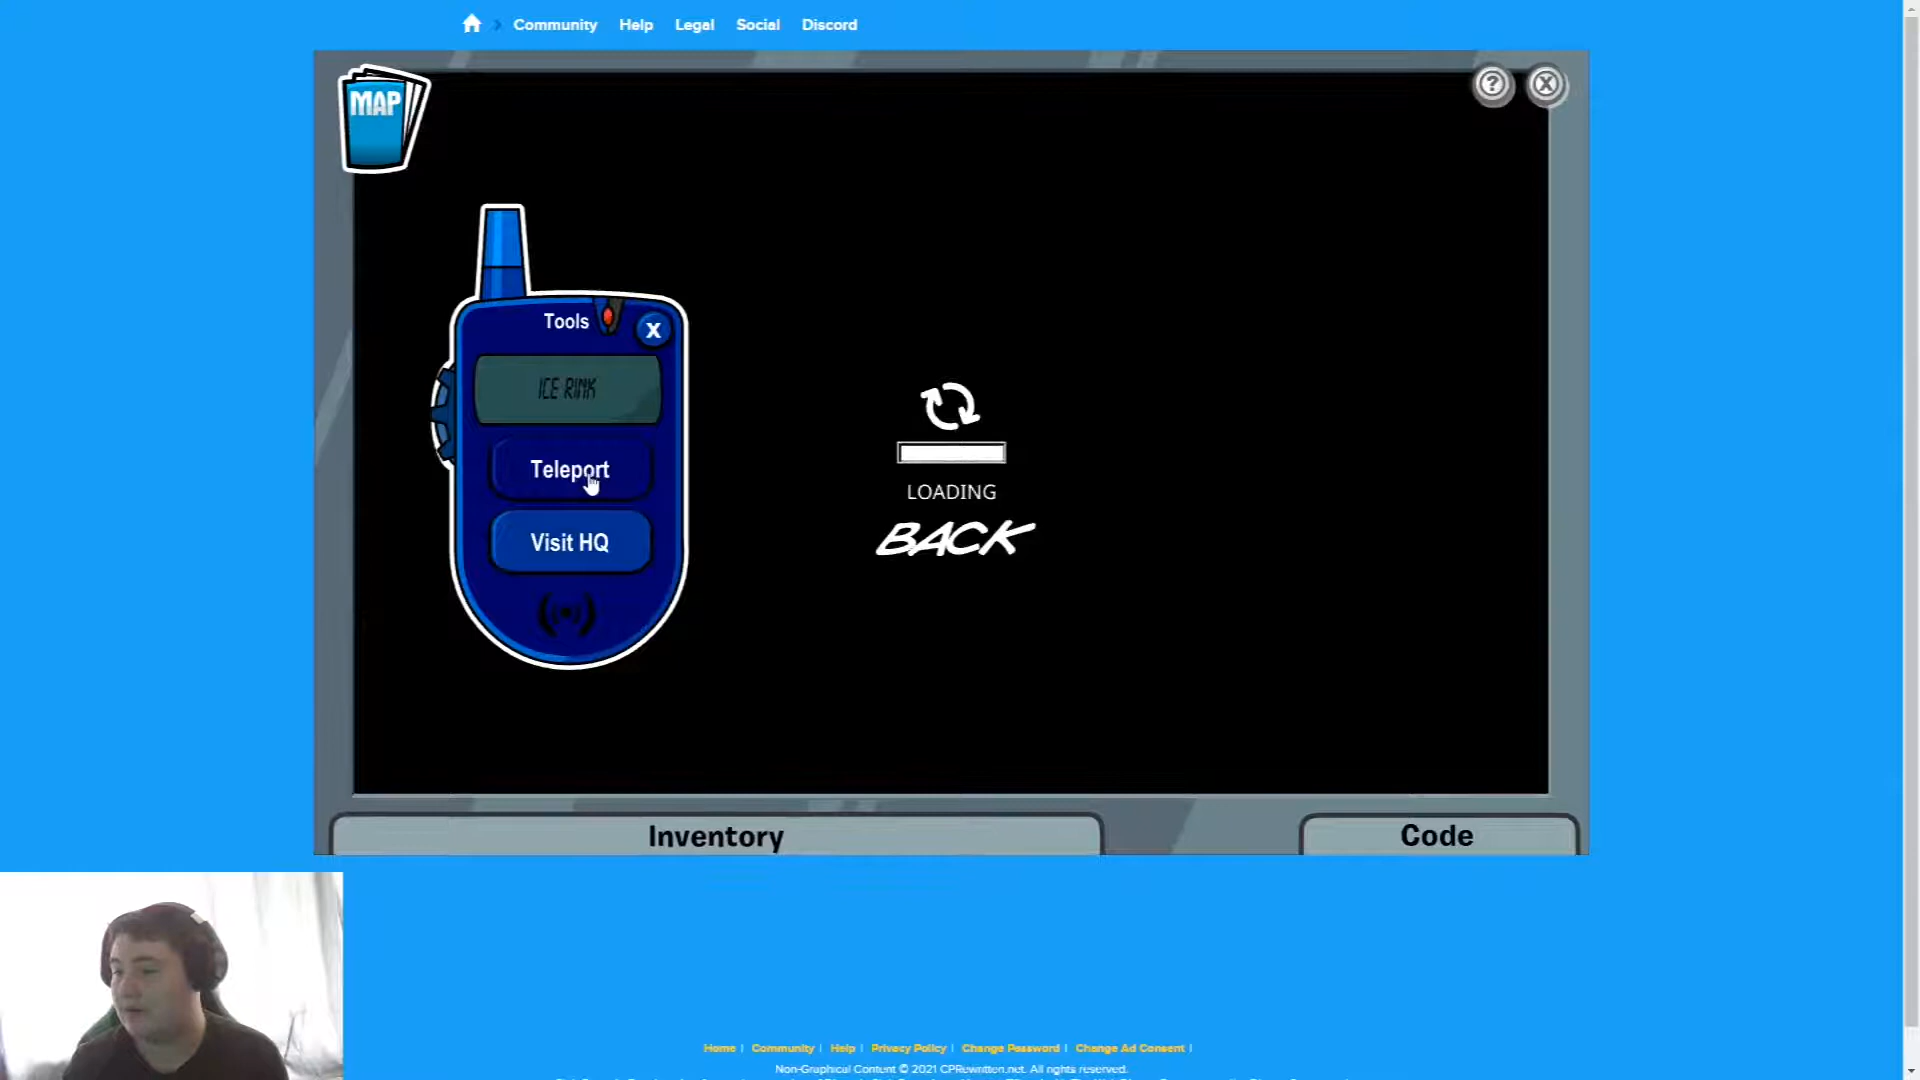 Community Help Legal Social Discord
MAP
?
X
Tools
X
ICE RINK
Teleport
Visit HQ
LOADING
BACK
Inventory
Code
Home | Community | Help | Privacy Policy | Change Password | Change Ad Consent |
Non-Graphical Content © 2021 CPRewritten.net. All rights reserved.